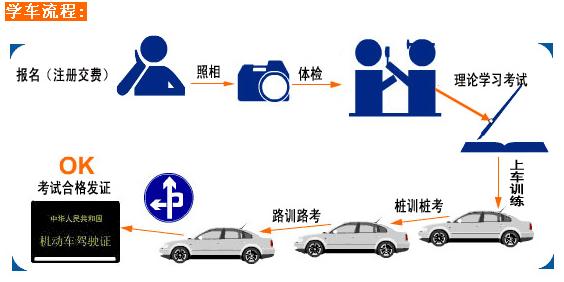 学车流程:
报名（注册交费）
照相
体检
理论学习考试
上车训练
桩训桩考
路训路考
OK
考试合格发证
中华人民共和国
机动车驾驶证